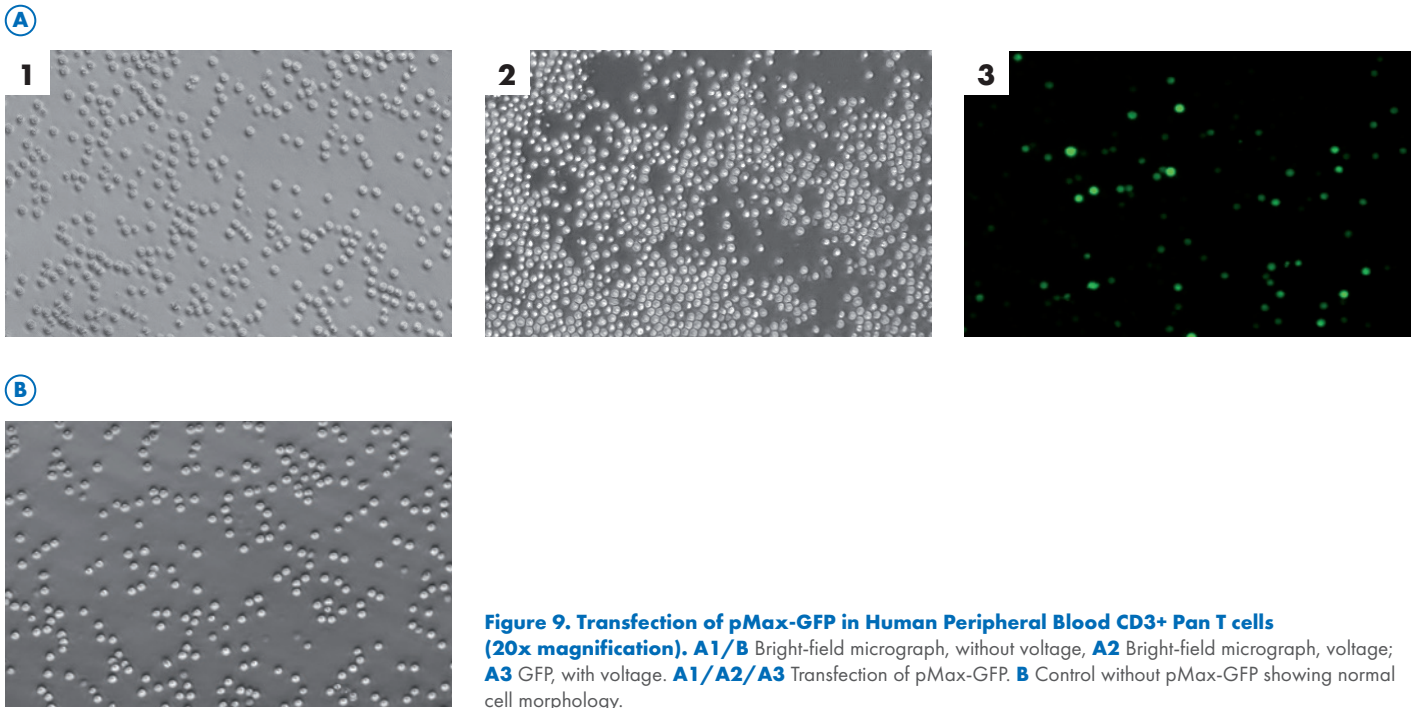 A
1
2
3
B
Figure 9. Transfection of pMax-GFP in Human Peripheral Blood CD3+ Pan T cells
(20x magnification). A1/B Bright-field micrograph, without voltage, A2 Bright-field micrograph, voltage;
A3 GFP, with voltage. A1/A2/A3 Transfection of pMax-GFP. B Control without pMax-GFP showing normal
cell morphology.